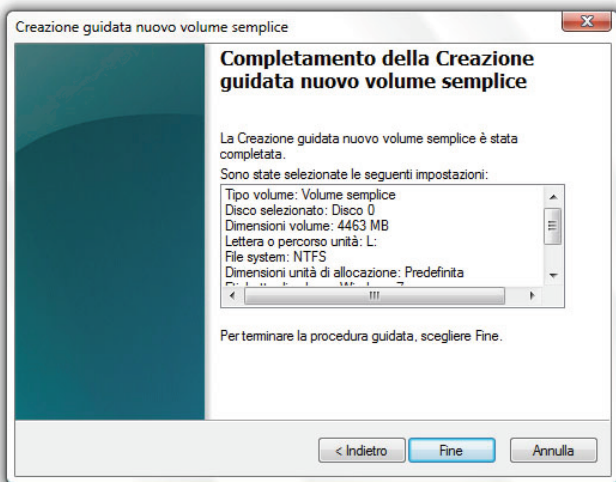 Creazione guidata nuovo volume semplice
Completamento della Creazione
guidata nuovo volume semplice
La Creazione guidata nuovo volume semplice è stata
completata.
Sono state selezionate le seguenti impostazioni:
Tipo volume: Volume semplice
Disco selezionato: Disco 0
Dimensioni volume: 4463 MB
Lettera o percorso unità: L:
File system: NTFS
Dimensioni unità di allocazione: Predefinita
Per terminare la procedura guidata, scegliere Fine.
< Indietro
Fine
Annulla